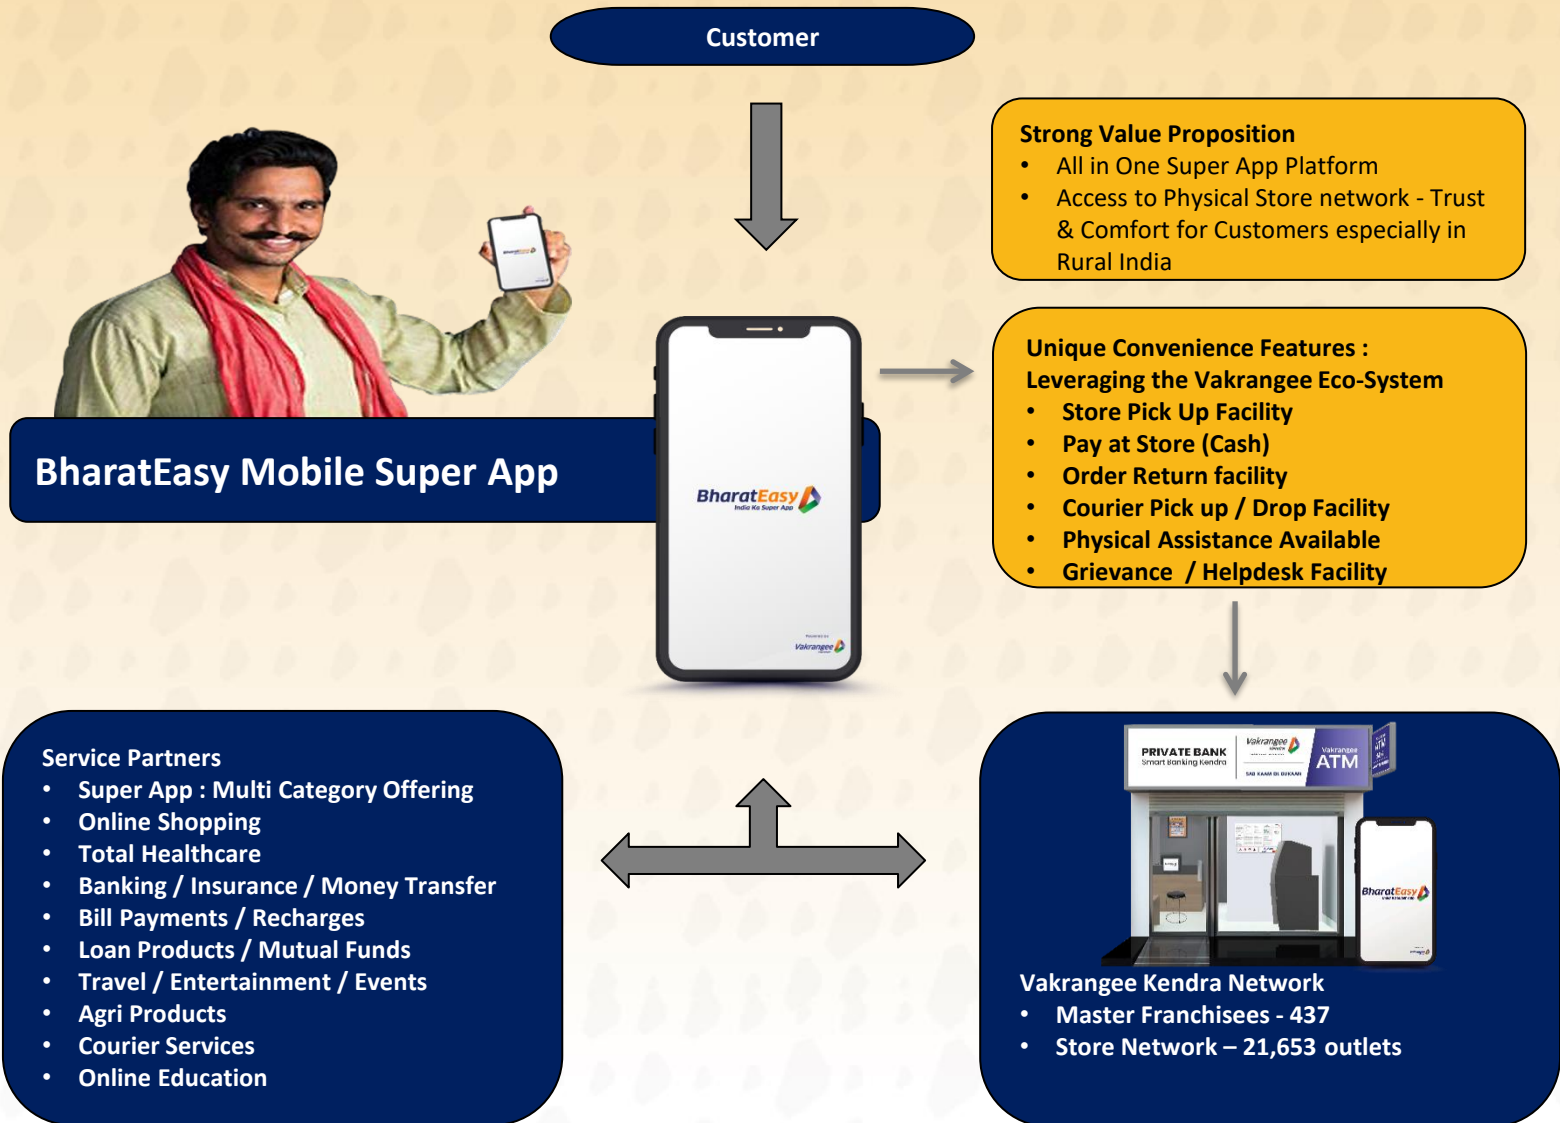 Customer
Strong Value Proposition
• All in One Super App Platform
• Access to Physical Store network - Trust
& Comfort for Customers especially in
Rural India
BharatEasy
Unique Convenience Features :
Leveraging the Vakrangee Eco-System
• Store Pick Up Facility
• Pay at Store (Cash)
• Order Return facility
• Courier Pick up / Drop Facility
• Physical Assistance Available
• Grievance / Helpdesk Facility
BharatEasy Mobile Super App
BharatEasy
India Ka Super App
Vakrangee
Service Partners
• Super App : Multi Category Offering
• Online Shopping
• Total Healthcare
• Banking / Insurance / Money Transfer
• Bill Payments / Recharges
• Loan Products / Mutual Funds
• Travel / Entertainment / Events
• Agri Products
• Courier Services
• Online Education
PRIVATE BANK
Smart Banking Kendra
Vakrangee
Vakrangee
ATM
BharatEasy
Vakrangee Kendra Network
• Master Franchisees - 437
• Store Network – 21,653 outlets